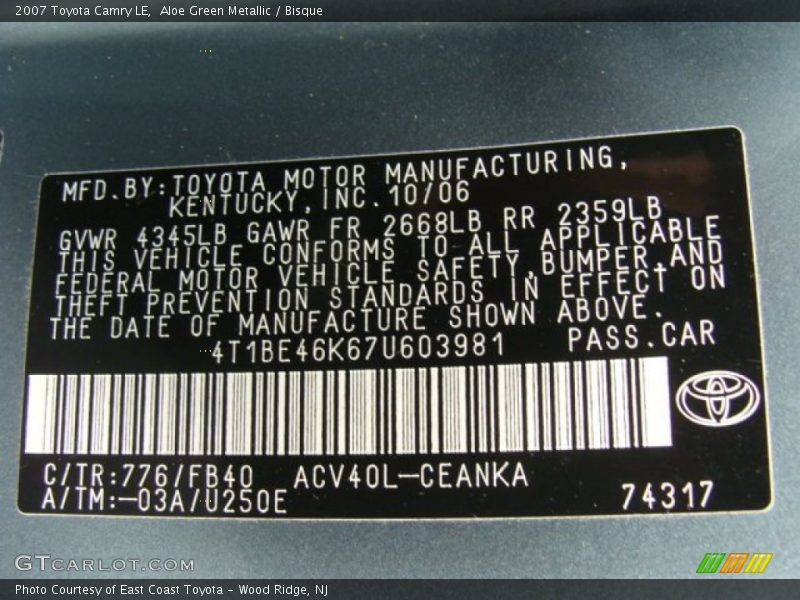 2007 Toyota Camry LE,  Aloe Green Metallic / Bisque
MFD.BY:TOYOTA MOTOR MANUFACTURING,
KENTUCKY,INC.10/06
GVWR 4345LB GAWR FR 2668LB RR 2359LB
THIS VEHICLE CONFORMS TO ALL APPLICABLE
FEDERAL MOTOR VEHICLE SAFETY,BUMPER,AND
THEFT PREVENTION STANDARDS IN EFFECT ON
THE DATE OF MANUFACTURE SHOWN ABOVE.
4T1BE46K67U603981 PASS.CAR
C/TR:776/FB40 ACV40L-CEANKA
A/TM:-03A/U250E 74317
GTCARLOT.COM
Photo Courtesy of East Coast Toyota - Wood Ridge, NJ